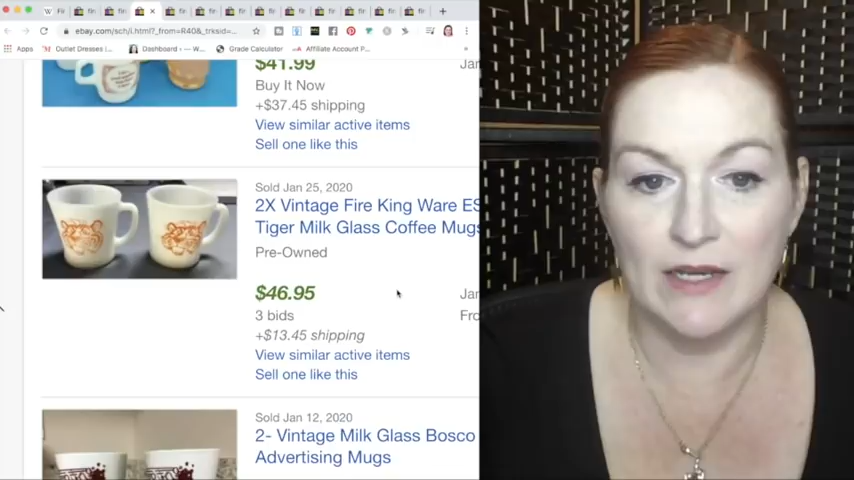 ebay.com/sch/i.html?_from=R40&_trksid=...
Apps
Outlet Dresses |...
Dashboard ‹ — W...
Grade Calculator
Affiliate Account P...
$41.99
Buy It Now
+$37.45 shipping
View similar active items
Sell one like this
Sold Jan 25, 2020
2X Vintage Fire King Ware ES
Tiger Milk Glass Coffee Mugs
Pre-Owned
$46.95
3 bids
+$13.45 shipping
View similar active items
Sell one like this
Sold Jan 12, 2020
2- Vintage Milk Glass Bosco
Advertising Mugs